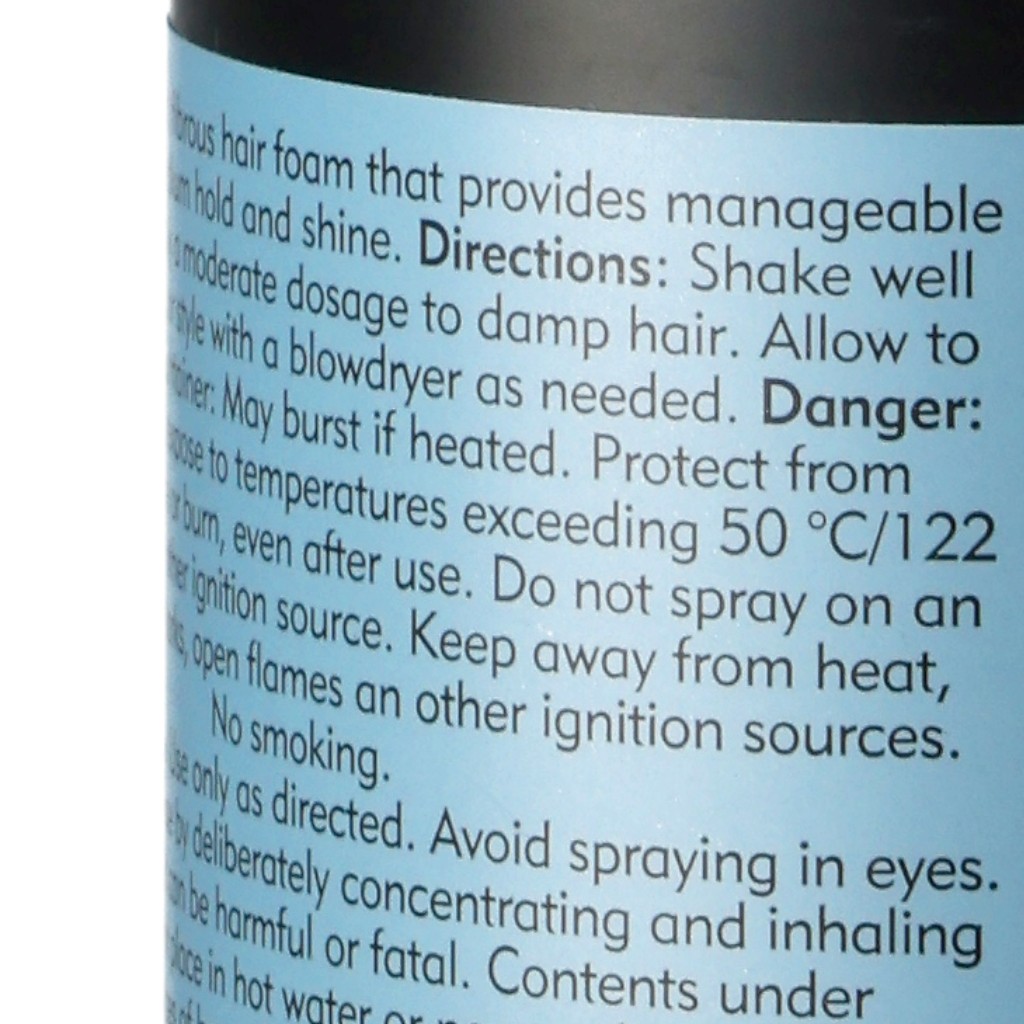 hair foam that provides manageable
hold and shine. Directions: Shake well
moderate dosage to damp hair. Allow to
style with a blowdryer as needed. Danger:
May burst if heated. Protect from
to temperatures exceeding 50 °C/122
burn, even after use. Do not spray on an
ignition source. Keep away from heat,
open flames an other ignition sources.
No smoking.
only as directed. Avoid spraying in eyes.
by deliberately concentrating and inhaling
can be harmful or fatal. Contents under
place in hot water or